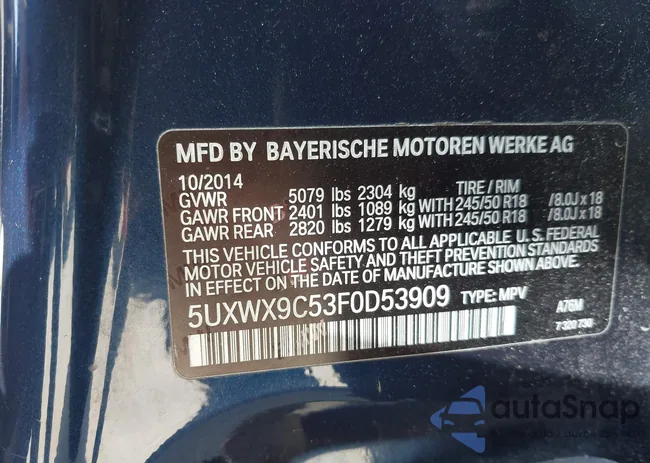 MFD BY BAYERISCHE MOTOREN WERKE AG
10/2014 TIRE / RIM
GVWR 5079 lbs 2304 kg
GAWR FRONT 2401 lbs 1089 kg WITH 245/50 R18 /8.0J x 18
GAWR REAR 2820 lbs 1279 kg WITH 245/50 R18 /8.0J x 18
THIS VEHICLE CONFORMS TO ALL APPLICABLE U.S. FEDERAL
MOTOR VEHICLE SAFETY AND THEFT PREVENTION STANDARDS
IN EFFECT ON THE DATE OF MANUFACTURE SHOWN ABOVE.
5UXWX9C53F0D53909 TYPE: MPV A76M
7 320 730
autoSnap